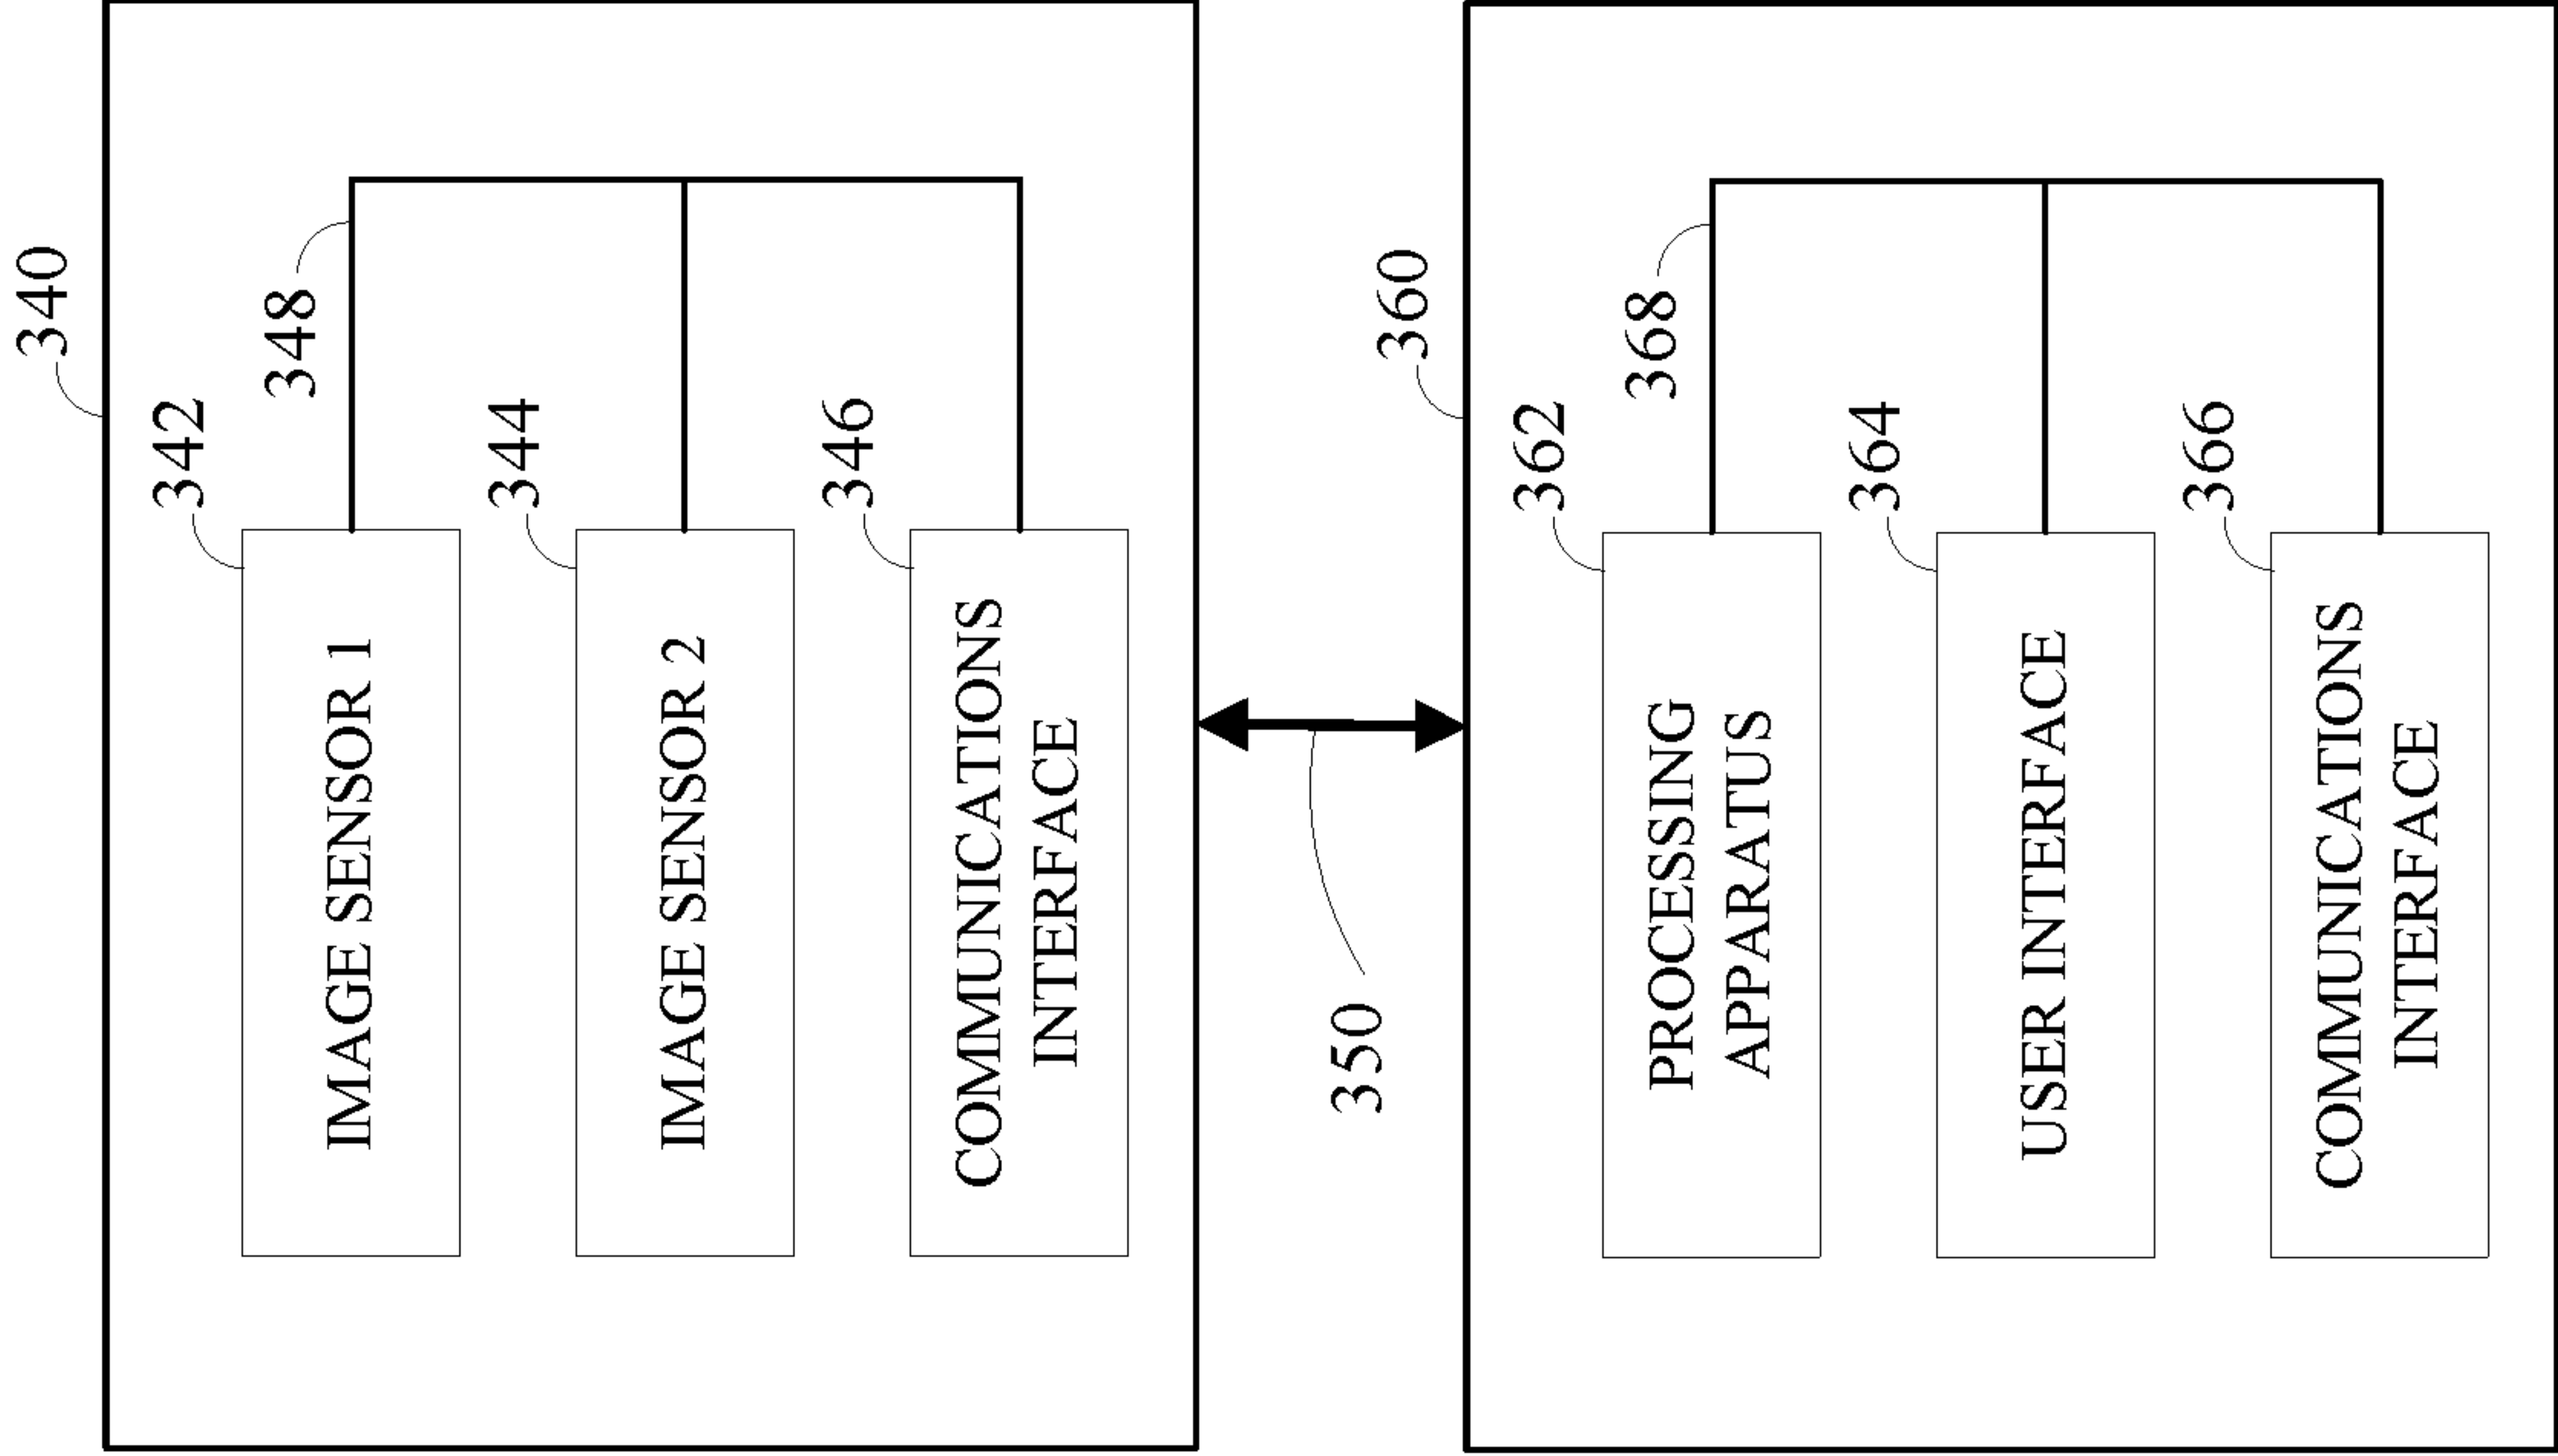 340
342
IMAGE SENSOR 1
348
344
IMAGE SENSOR 2
346
COMMUNICATIONS
INTERFACE
350
360
362
PROCESSING
APPARATUS
368
364
USER INTERFACE
366
COMMUNICATIONS
INTERFACE